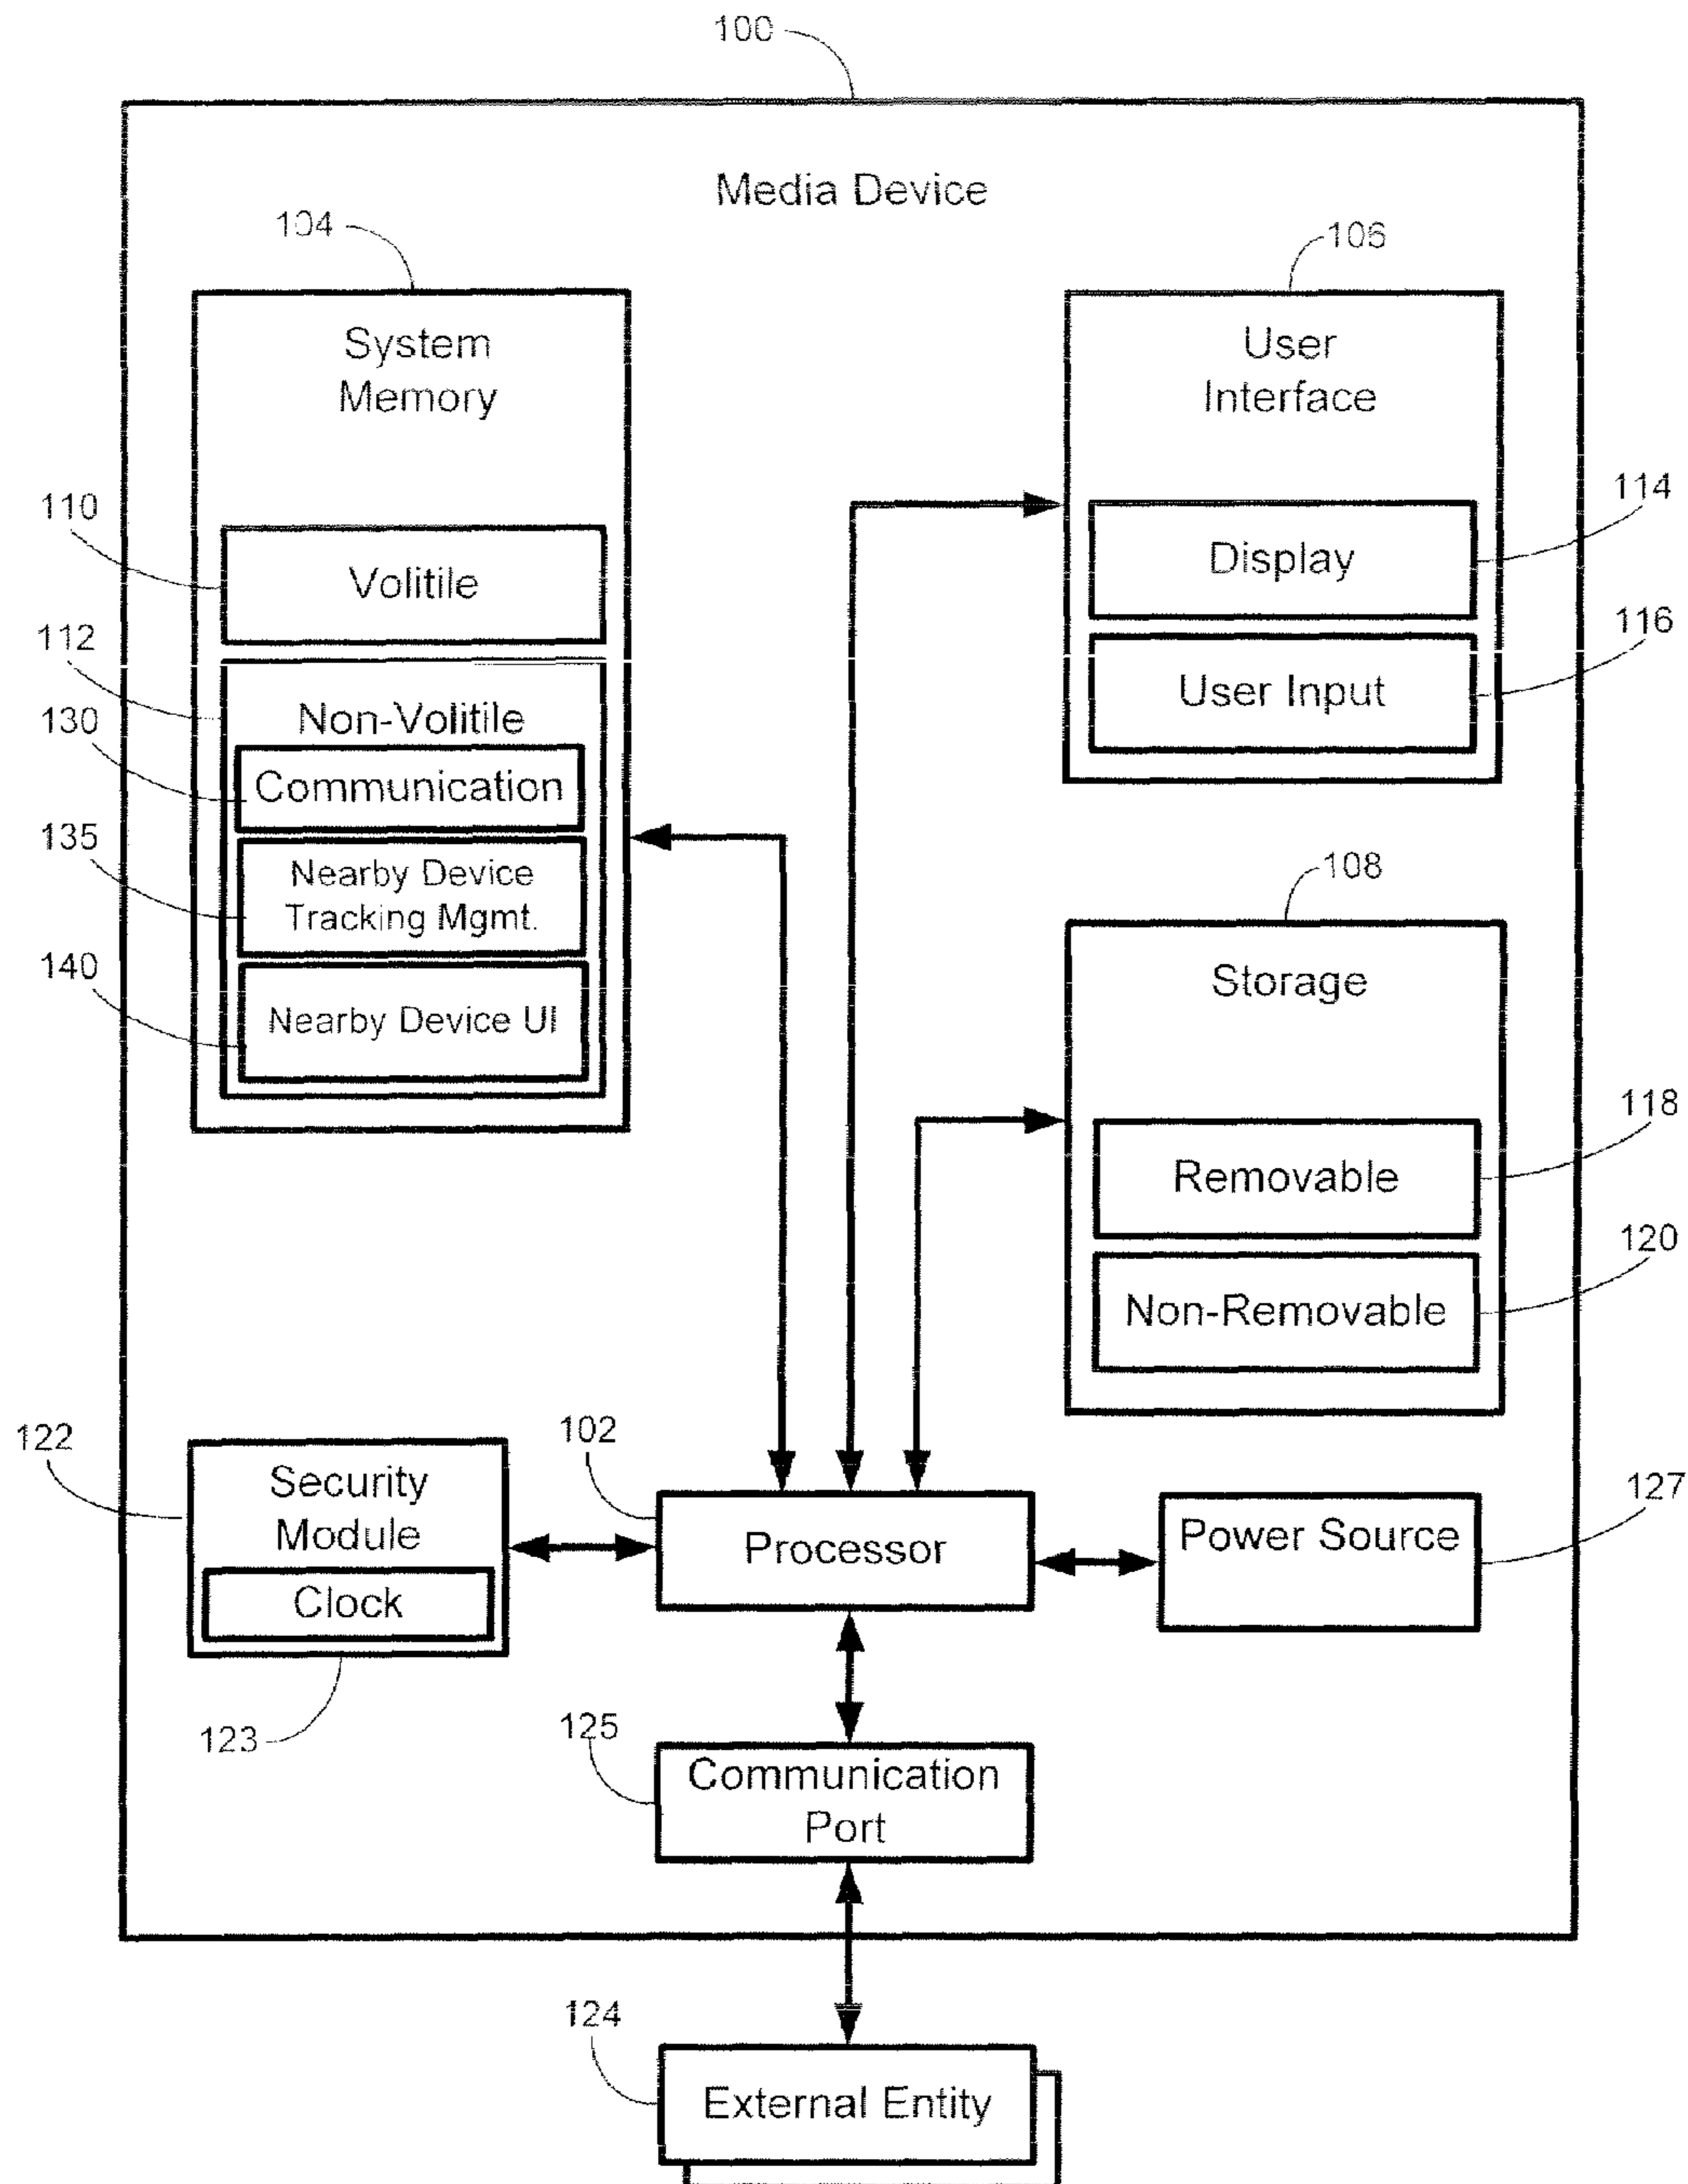 100
Media Device
104
106
System
Memory
User
Interface
110
114
Volitile
Display
112
116
Non-Volitile
User Input
130
Communication
135
Nearby Device
Tracking Mgmt.
108
140
Storage
Nearby Device UI
118
Removable
120
Non-Removable
122
102
Security
Module
127
Processor
Power Source
Clock
123
125
Communication
Port
124
External Entity